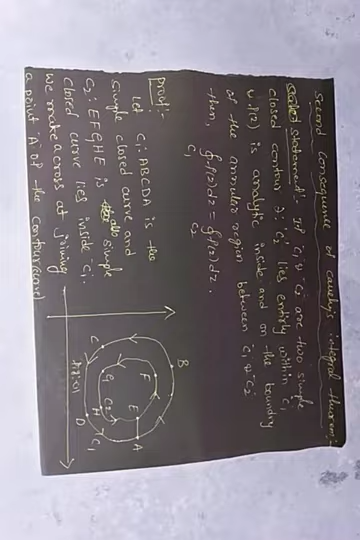 Second Consequence of cauchy's integral theorem:-
Statement:- If C₁ & C₂ are two simple
closed contour s: C₂ lies entirely within C₁
& f(z) is analytic inside and on the boundry
of the annular region between C₁ & C₂
then, ∮f(z)dz = ∮f(z)dz.
C₁ C₂
Proof:-
Let C₁: ABCDA is the
Simple closed curve and
C₂: EFGHE is simple
closed curve lies inside C₁.
we make across at joining
a point 'A' of the contour (curve)
B
C
F
G
E
A
C₂
H
D
C₁